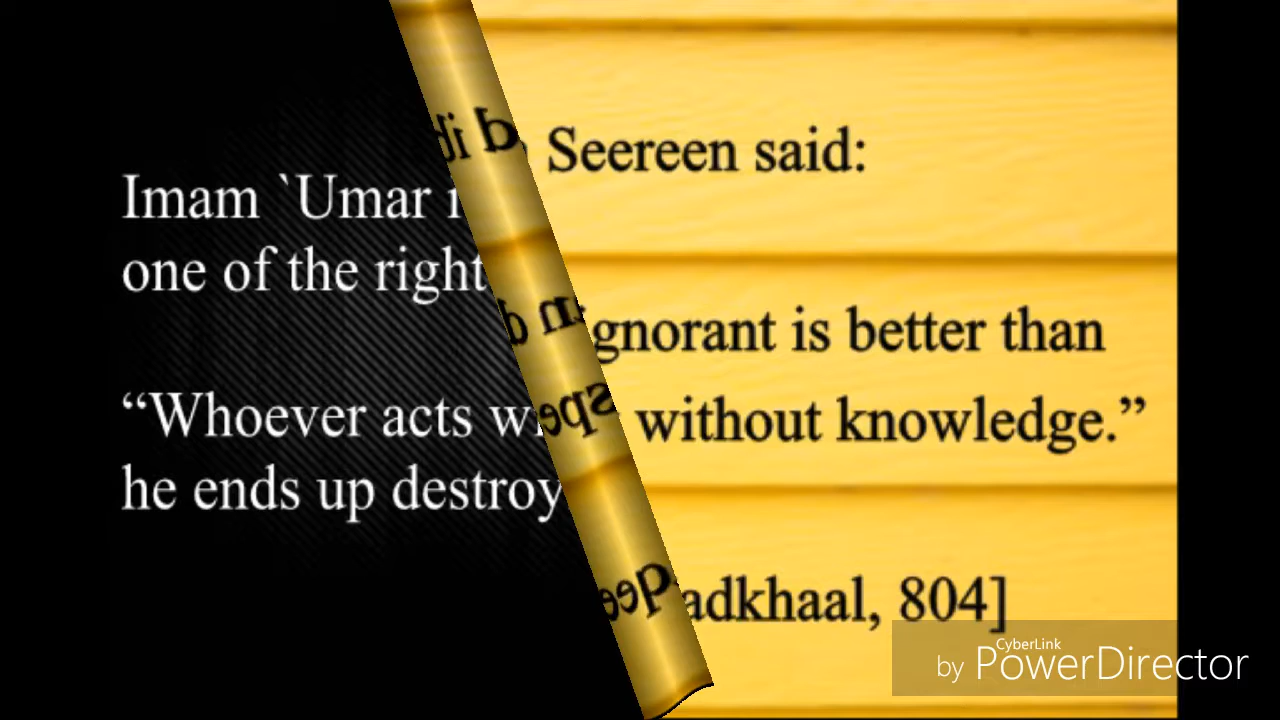 Imam `Umar
one of the right
“Whoever acts
he ends up destroy
Seereen said:
gnorant is better than
without knowledge.”
adkhaal, 804]
CyberLink
by PowerDirector